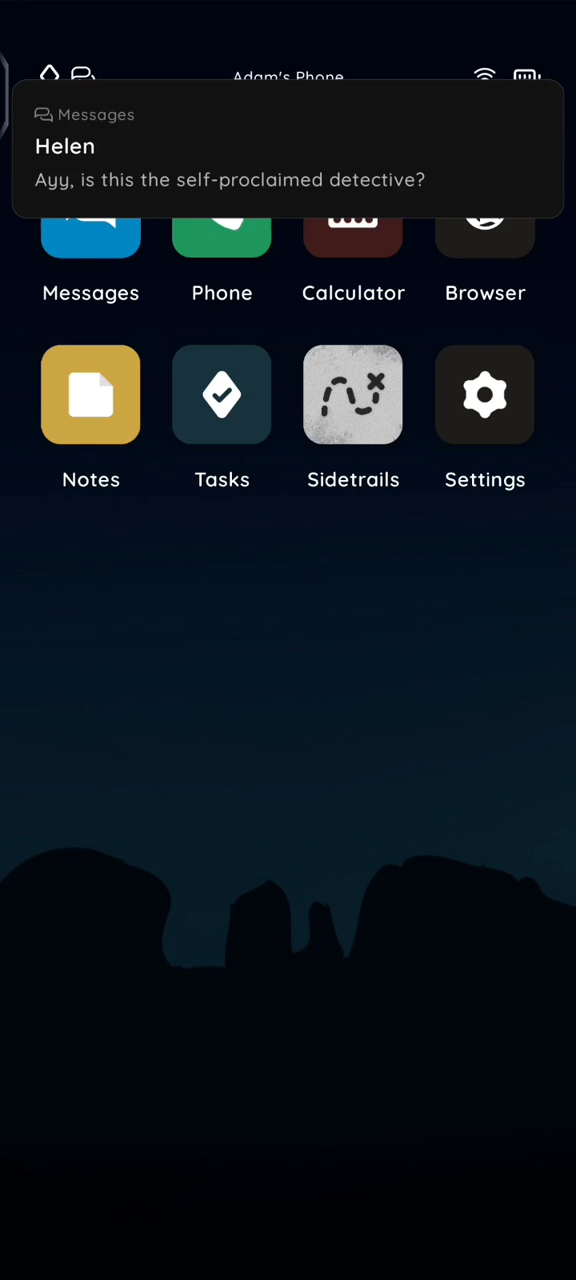 Adam's Phone
Messages
Helen
Ayy, is this the self-proclaimed detective?
Messages Phone Calculator Browser
Notes Tasks Sidetrails Settings